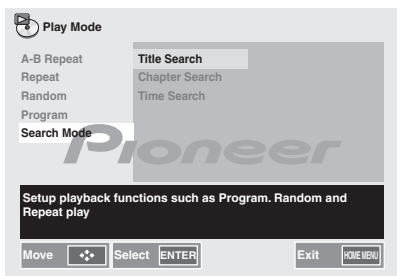 Play Mode
A-B Repeat
Repeat
Random
Program
Search Mode
Title Search
Chapter Search
Time Search
Pioneer
Setup playback functions such as Program. Random and
Repeat play
Move Select ENTER Exit HOME MENU